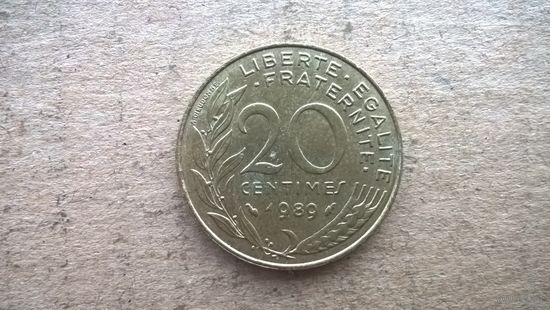 LIBERTE · EGALITE
· FRATERNITE ·
20
CENTIMES
1989